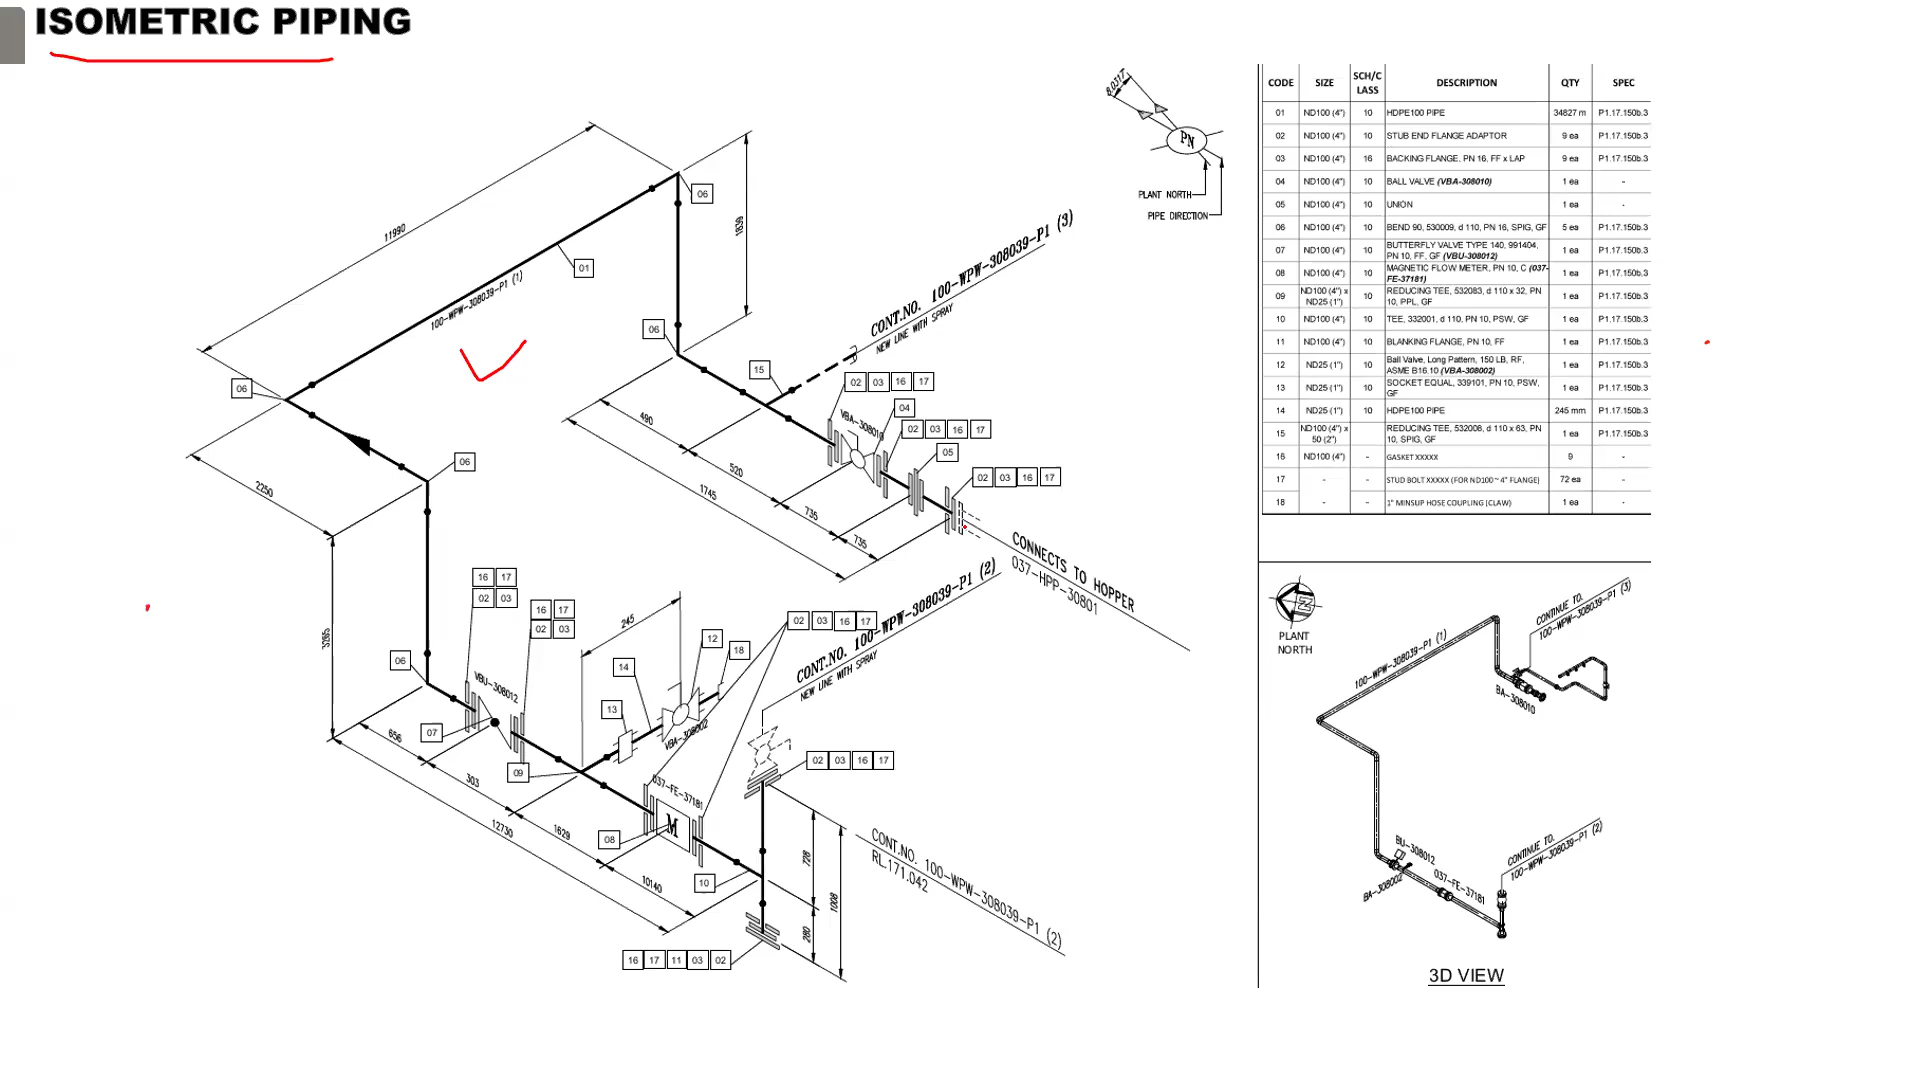 ISOMETRIC PIPING
8.0317°
PN
PLANT NORTH
PIPE DIRECTION
11990
06
1839
01
100-WPW-308039-P1 (1)
CONT.NO. 100-WPW-308039-P1 (3)
NEW LINE WITH SPRAY
06
06
15
02 03 16 17
VBA-308010
04
490
02 03 16 17
05
06
520
02 03 16 17
2250
1745
735
735
CONNECTS TO HOPPER
037-HPP-30801
CONT.NO. 100-WPW-308039-P1 (2)
NEW LINE WITH SPRAY
16 17
02 03
16 17
02 03
245
02 03 16 17
12
18
14
06
VBU-308012
13
VBA-308002
07
656
09
303
037-FE-37181
02 03 16 17
12730
1629
08
M
10
10140
728
1008
280
CONT.NO. 100-WPW-308039-P1 (2)
RL.171.042
16 17 11 03 02
CODE SIZE SCH/C LASS DESCRIPTION QTY SPEC
01 ND100 (4") 10 HDPE100 PIPE 34827 m P1.17.150b.3
02 ND100 (4") 10 STUB END FLANGE ADAPTOR 9 ea P1.17.150b.3
03 ND100 (4") 16 BACKING FLANGE, PN 16, FF x LAP 9 ea P1.17.150b.3
04 ND100 (4") 10 BALL VALVE (VBA-308010) 1 ea -
05 ND100 (4") 10 UNION 1 ea -
06 ND100 (4") 10 BEND 90, 530009, d 110, PN 16, SPIG, GF 5 ea P1.17.150b.3
07 ND100 (4") 10 BUTTERFLY VALVE TYPE 140, 991404, PN 10, FF, GF (VBU-308012) 1 ea P1.17.150b.3
08 ND100 (4") 10 MAGNETIC FLOW METER, PN 10, C (037-FE-37181) 1 ea P1.17.150b.3
09 ND100 (4") x ND25 (1") 10 REDUCING TEE, 532083, d 110 x 32, PN 10, PPL, GF 1 ea P1.17.150b.3
10 ND100 (4") 10 TEE, 332001, d 110, PN 10, PSW, GF 1 ea P1.17.150b.3
11 ND100 (4") 10 BLANKING FLANGE, PN 10, FF 1 ea P1.17.150b.3
12 ND25 (1") 10 Ball Valve, Long Pattern, 150 LB, RF, ASME B16.10 (VBA-308002) 1 ea P1.17.150b.3
13 ND25 (1") 10 SOCKET EQUAL, 339101, PN 10, PSW, GF 1 ea P1.17.150b.3
14 ND25 (1") 10 HDPE100 PIPE 245 mm P1.17.150b.3
15 ND100 (4") x 50 (2") 10 REDUCING TEE, 532008, d 110 x 63, PN 10, SPIG, GF 1 ea P1.17.150b.3
16 ND100 (4") - GASKET XXXXX 9 -
17 - - STUD BOLT XXXXX (FOR ND100 ~ 4" FLANGE) 72 ea -
18 - - 1" MINSUP HOSE COUPLING (CLAW) 1 ea -
PLANT
NORTH
CONTINUE TO.
100-WPW-308039-P1 (3)
100-WPW-308039-P1 (1)
BA-308010
BU-308012
BA-308002
037-FE-37181
CONTINUE TO.
100-WPW-308039-P1 (2)
3D VIEW